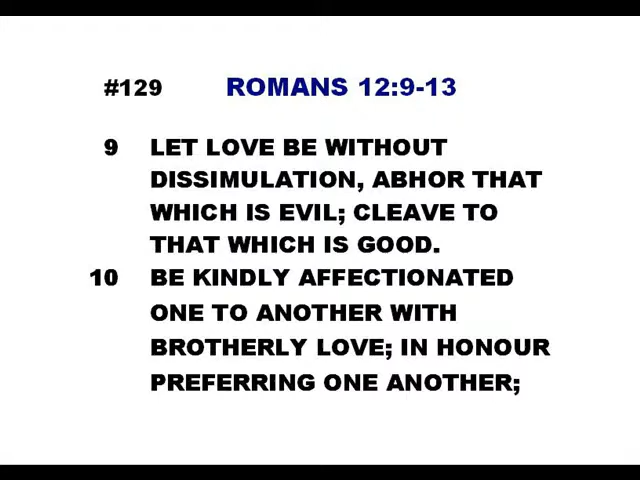 #129 ROMANS 12:9-13
9 LET LOVE BE WITHOUT
DISSIMULATION, ABHOR THAT
WHICH IS EVIL; CLEAVE TO
THAT WHICH IS GOOD.
10 BE KINDLY AFFECTIONATED
ONE TO ANOTHER WITH
BROTHERLY LOVE; IN HONOUR
PREFERRING ONE ANOTHER;